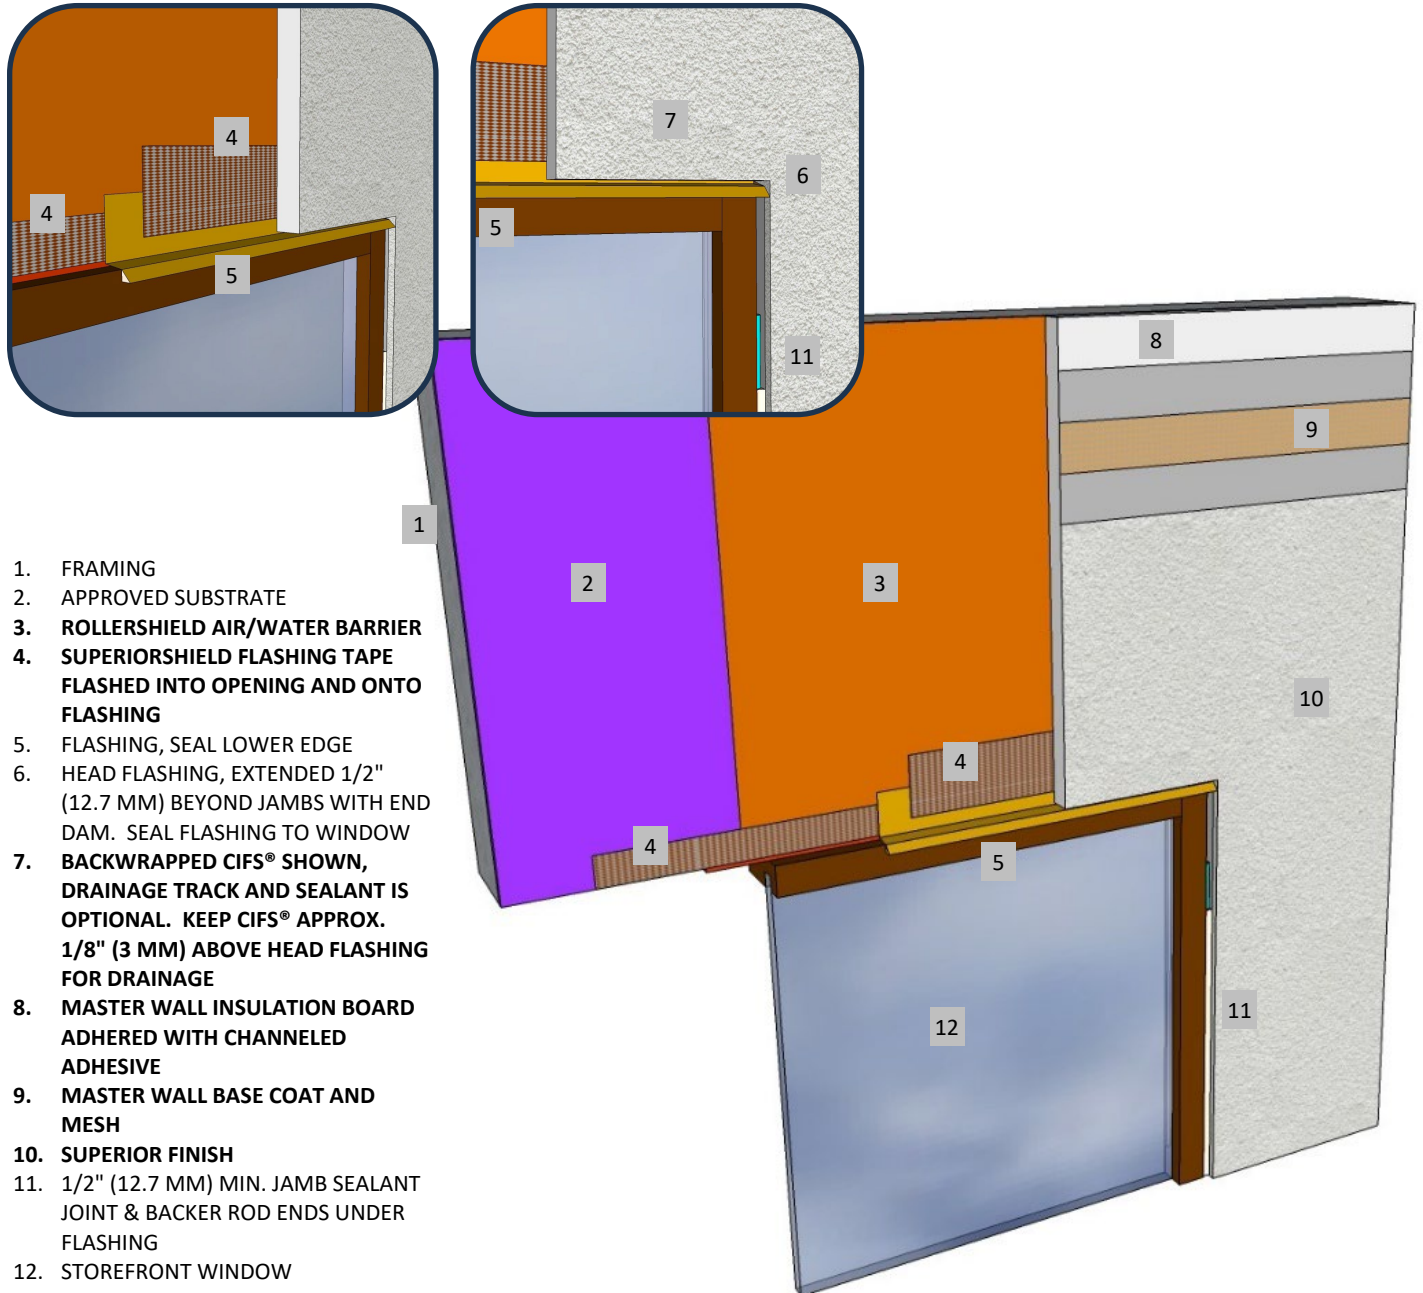 4
4
5
7
6
5
11
8
9
1
2
3
10
4
4
5
11
12
1. FRAMING
2. APPROVED SUBSTRATE
3. ROLLERSHIELD AIR/WATER BARRIER
4. SUPERIORSHIELD FLASHING TAPE
FLASHED INTO OPENING AND ONTO
FLASHING
5. FLASHING, SEAL LOWER EDGE
6. HEAD FLASHING, EXTENDED 1/2"
(12.7 MM) BEYOND JAMBS WITH END
DAM. SEAL FLASHING TO WINDOW
7. BACKWRAPPED CIFS® SHOWN,
DRAINAGE TRACK AND SEALANT IS
OPTIONAL. KEEP CIFS® APPROX.
1/8" (3 MM) ABOVE HEAD FLASHING
FOR DRAINAGE
8. MASTER WALL INSULATION BOARD
ADHERED WITH CHANNELED
ADHESIVE
9. MASTER WALL BASE COAT AND
MESH
10. SUPERIOR FINISH
11. 1/2" (12.7 MM) MIN. JAMB SEALANT
JOINT & BACKER ROD ENDS UNDER
FLASHING
12. STOREFRONT WINDOW